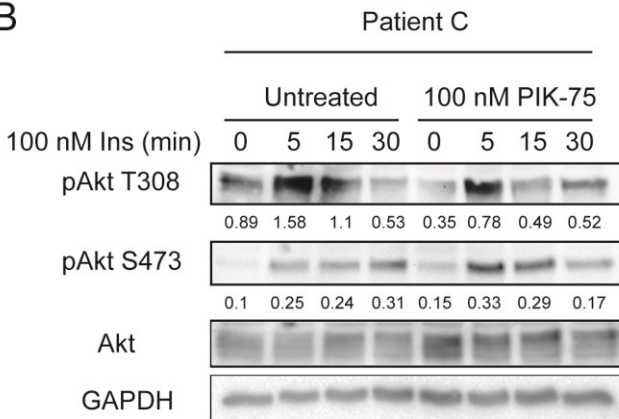 B
Patient C
Untreated 100 nM PIK-75
100 nM Ins (min) 0 5 15 30 0 5 15 30
pAkt T308
0.89 1.58 1.1 0.53 0.35 0.78 0.49 0.52
pAkt S473
0.1 0.25 0.24 0.31 0.15 0.33 0.29 0.17
Akt
GAPDH